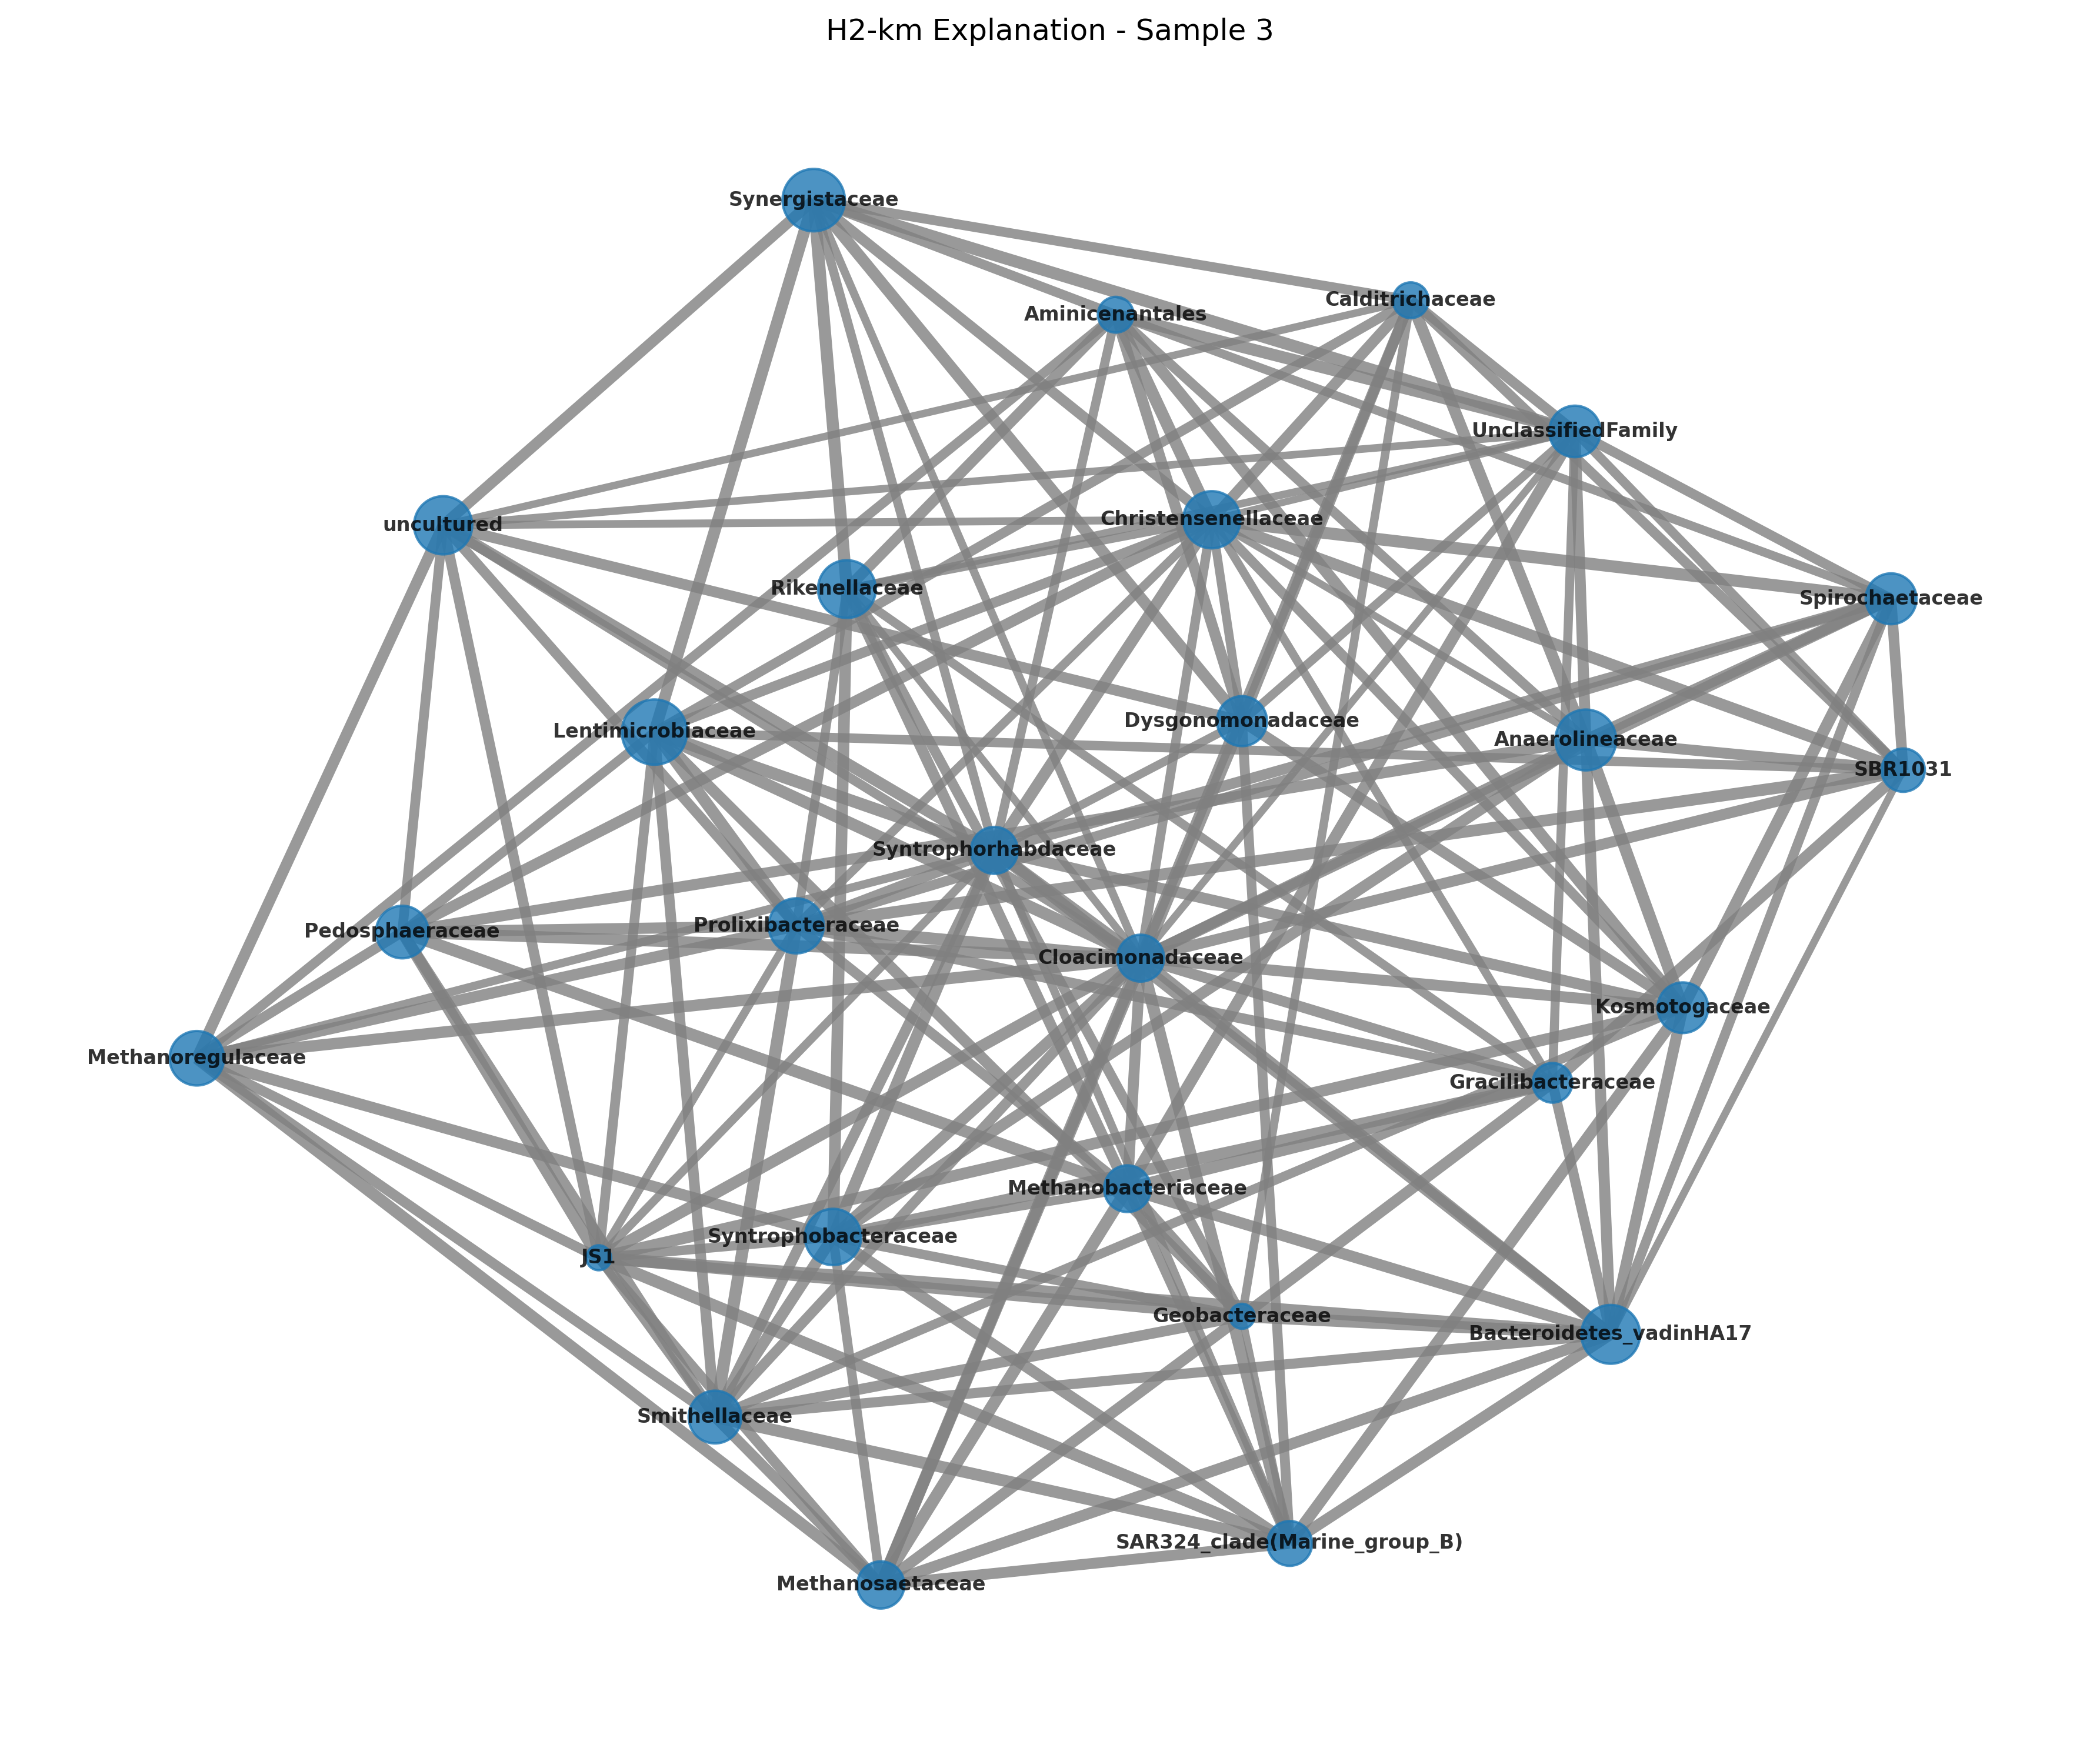 H2-km Explanation - Sample 3
Synergistaceae
Calditrichaceae
Aminicenantales
UnclassifiedFamily
Christensenellaceae
uncultured
Rikenellaceae
Spirochaetaceae
Dysgonomonadaceae
Lentimicrobiaceae
Anaerolineaceae
SBR1031
Syntrophorhabdaceae
Prolixibacteraceae
Pedosphaeraceae
Cloacimonadaceae
Kosmotogaceae
Methanoregulaceae
Gracilibacteraceae
Methanobacteriaceae
Syntrophobacteraceae
JS1
Geobacteraceae
Bacteroidetes_vadinHA17
Smithellaceae
SAR324_clade(Marine_group_B)
Methanosaetaceae